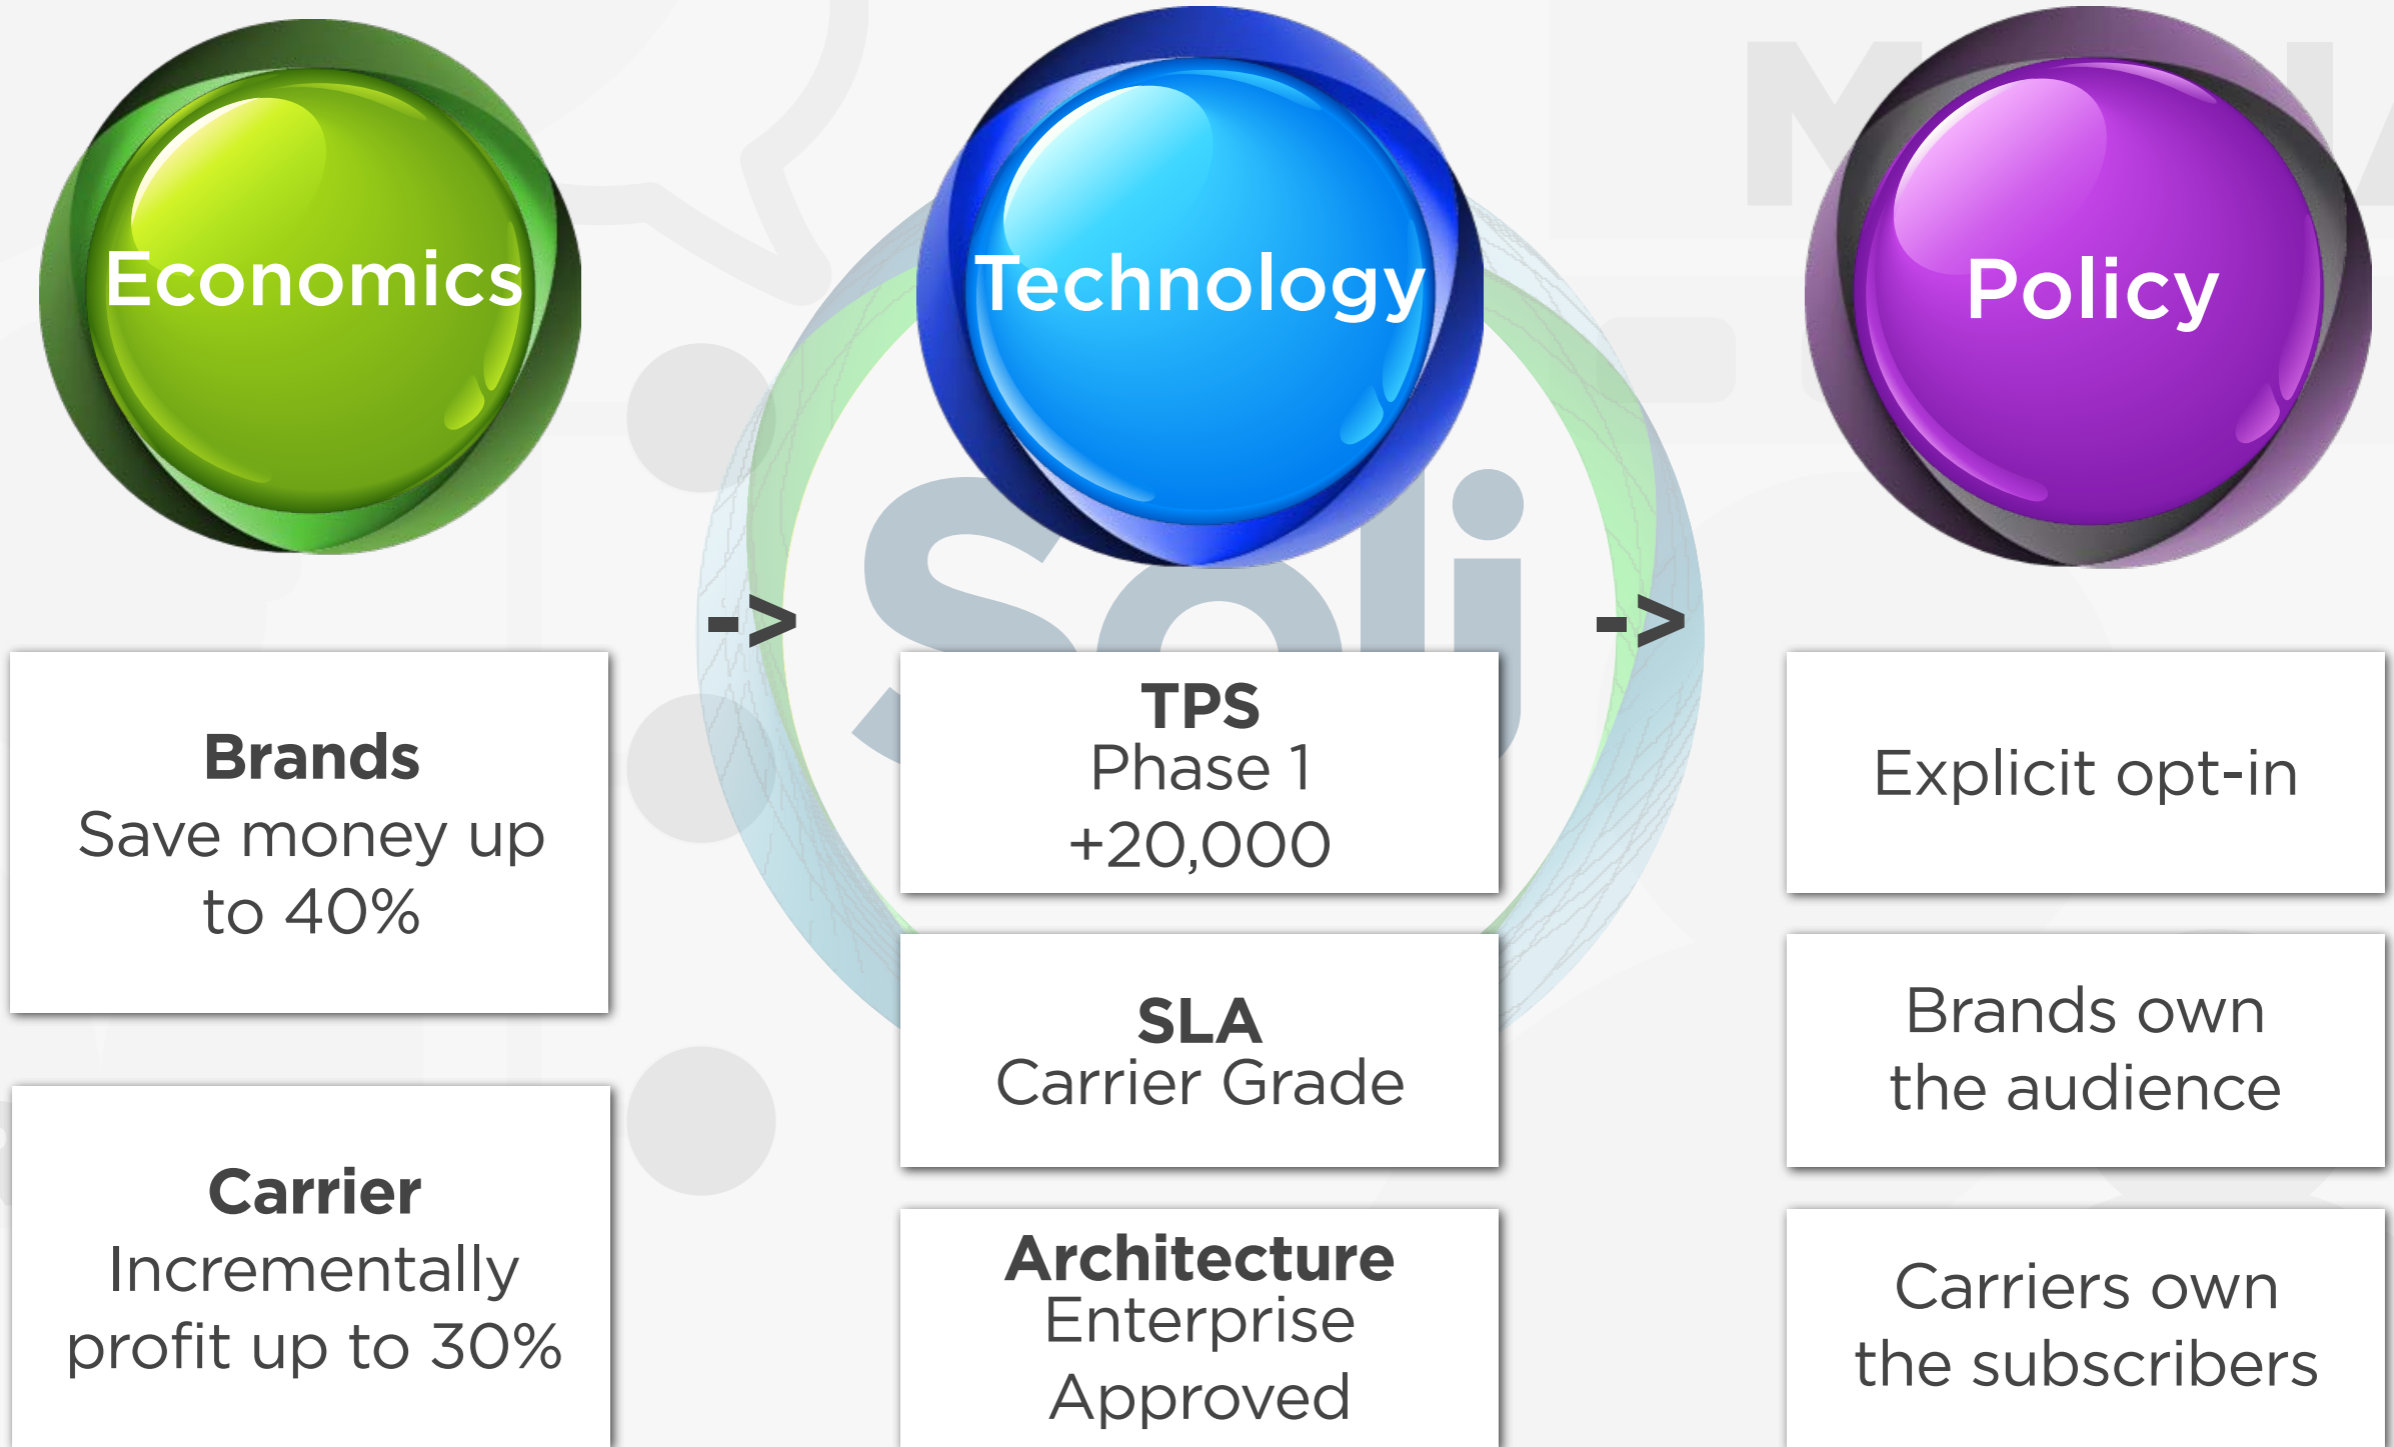 Economics
Technology
Policy
->
->
Brands
Save money up
to 40%
Carrier
Incrementally
profit up to 30%
TPS
Phase 1
+20,000
SLA
Carrier Grade
Architecture
Enterprise
Approved
Explicit opt-in
Brands own
the audience
Carriers own
the subscribers